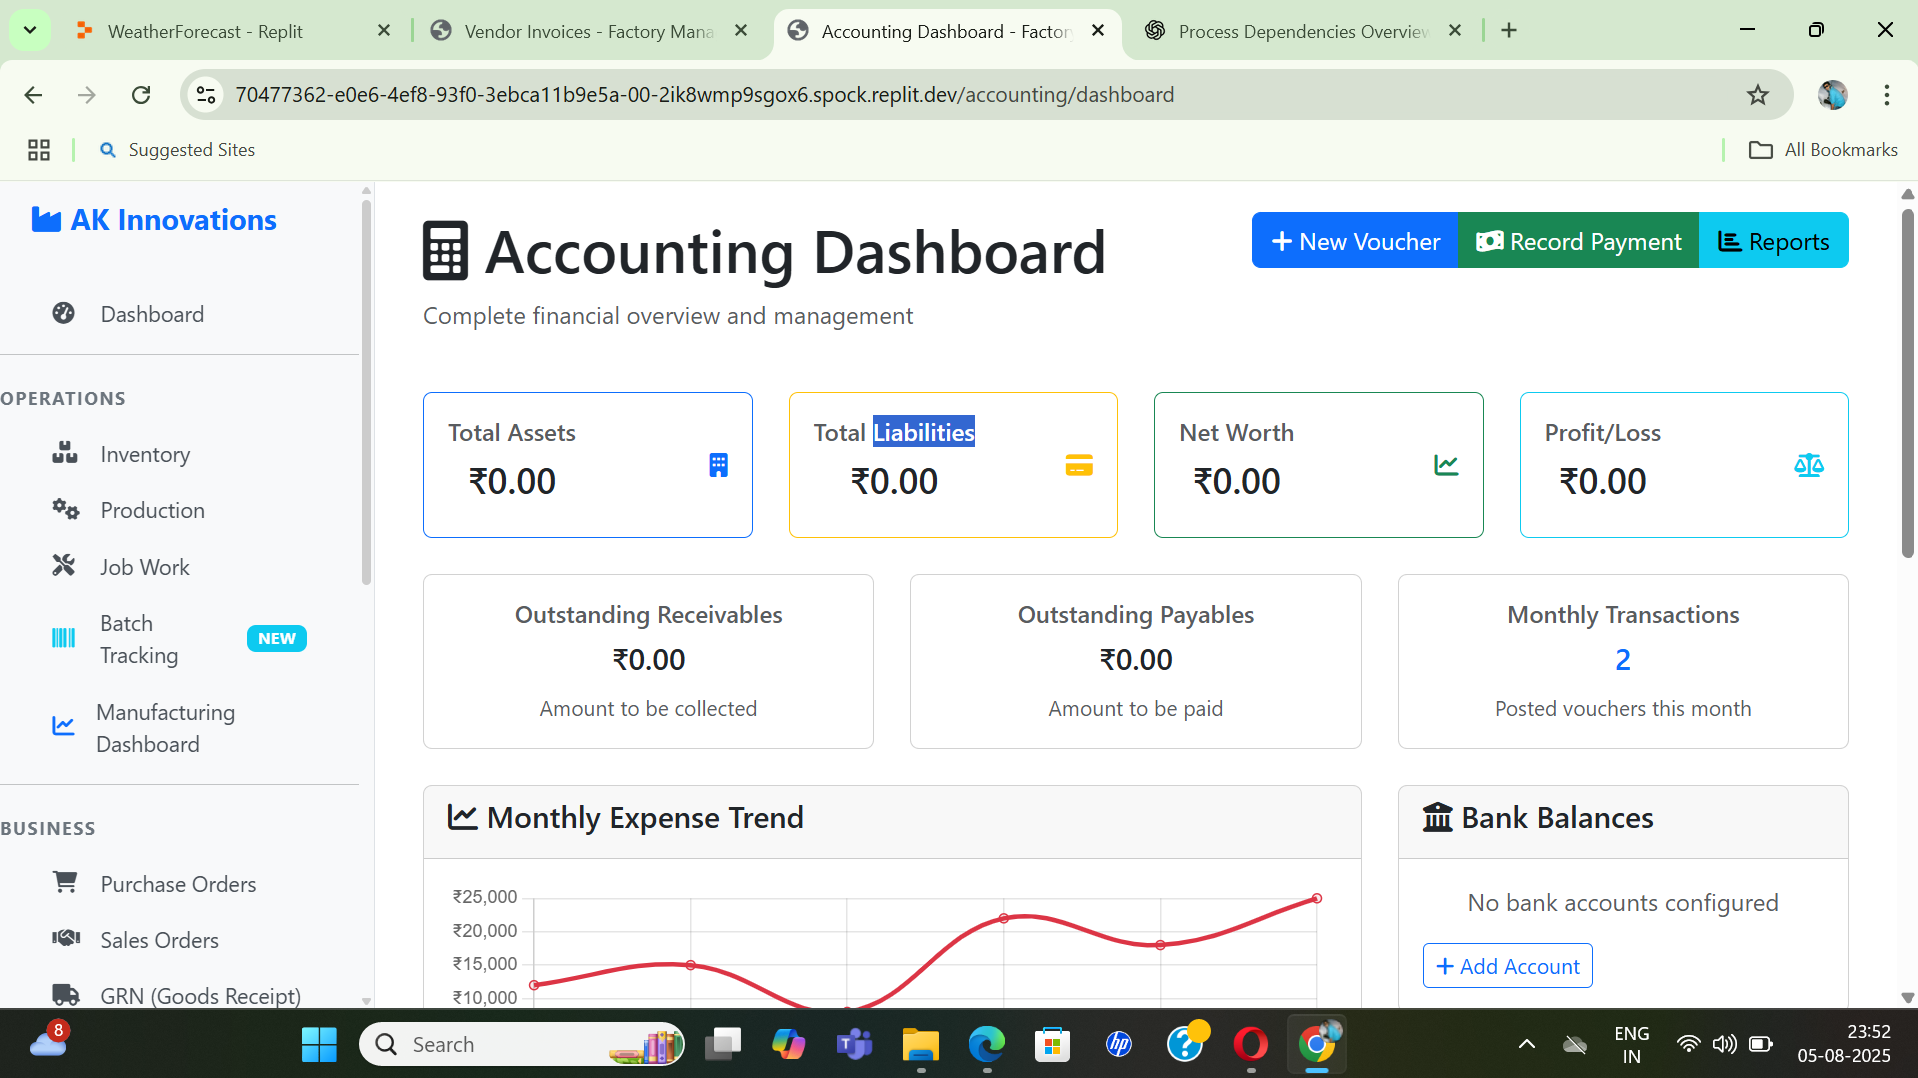 WeatherForecast - Replit
Vendor Invoices - Factory Mana
Accounting Dashboard - Factory
Process Dependencies Overview
70477362-e0e6-4ef8-93f0-3ebca11b9e5a-00-2ik8wmp9sgox6.spock.replit.dev/accounting/dashboard
Suggested Sites
All Bookmarks
AK Innovations
Dashboard
OPERATIONS
Inventory
Production
Job Work
Batch
Tracking
NEW
Manufacturing
Dashboard
BUSINESS
Purchase Orders
Sales Orders
GRN (Goods Receipt)
Accounting Dashboard
Complete financial overview and management
New Voucher
Record Payment
Reports
Total Assets
₹0.00
Total Liabilities
₹0.00
Net Worth
₹0.00
Profit/Loss
₹0.00
Outstanding Receivables
₹0.00
Amount to be collected
Outstanding Payables
₹0.00
Amount to be paid
Monthly Transactions
2
Posted vouchers this month
Monthly Expense Trend
₹25,000
₹20,000
₹15,000
₹10,000
Bank Balances
No bank accounts configured
+ Add Account
8
Search
T
hp
?
ENG
IN
23:52
05-08-2025